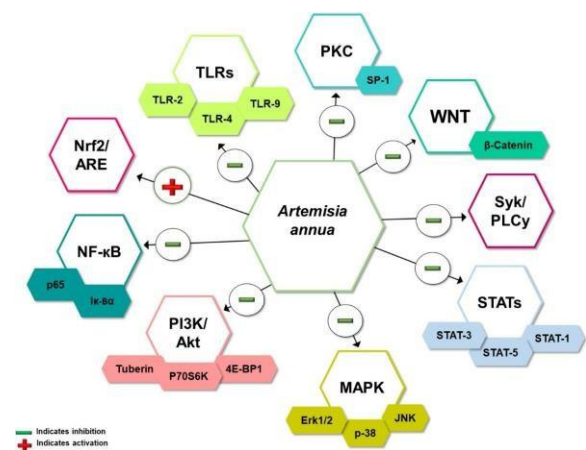 PKC
SP-1
TLRs
TLR-2
TLR-4
TLR-9
WNT
β-Catenin
Nrf2/
ARE
Artemisia
annua
Syk/
PLCy
NF-κB
p65
Iκ-Bα
STATs
STAT-3
STAT-5
STAT-1
PI3K/
Akt
Tuberin
P70S6K
4E-BP1
MAPK
Erk1/2
p-38
JNK
Indicates inhibition
Indicates activation